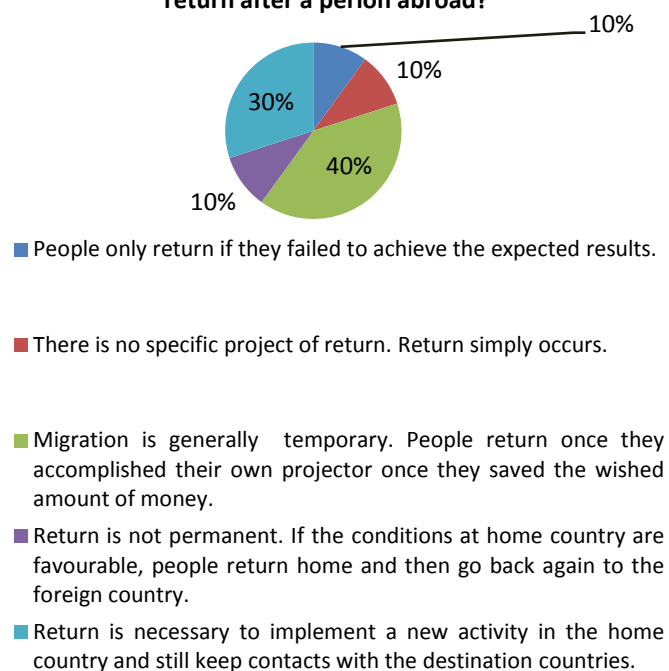 return after a perion abroad?
10%
10%
30%
40%
10%
People only return if they failed to achieve the expected results.
There is no specific project of return. Return simply occurs.
Migration is generally temporary. People return once they
accomplished their own projector once they saved the wished
amount of money.
Return is not permanent. If the conditions at home country are
favourable, people return home and then go back again to the
foreign country.
Return is necessary to implement a new activity in the home
country and still keep contacts with the destination countries.